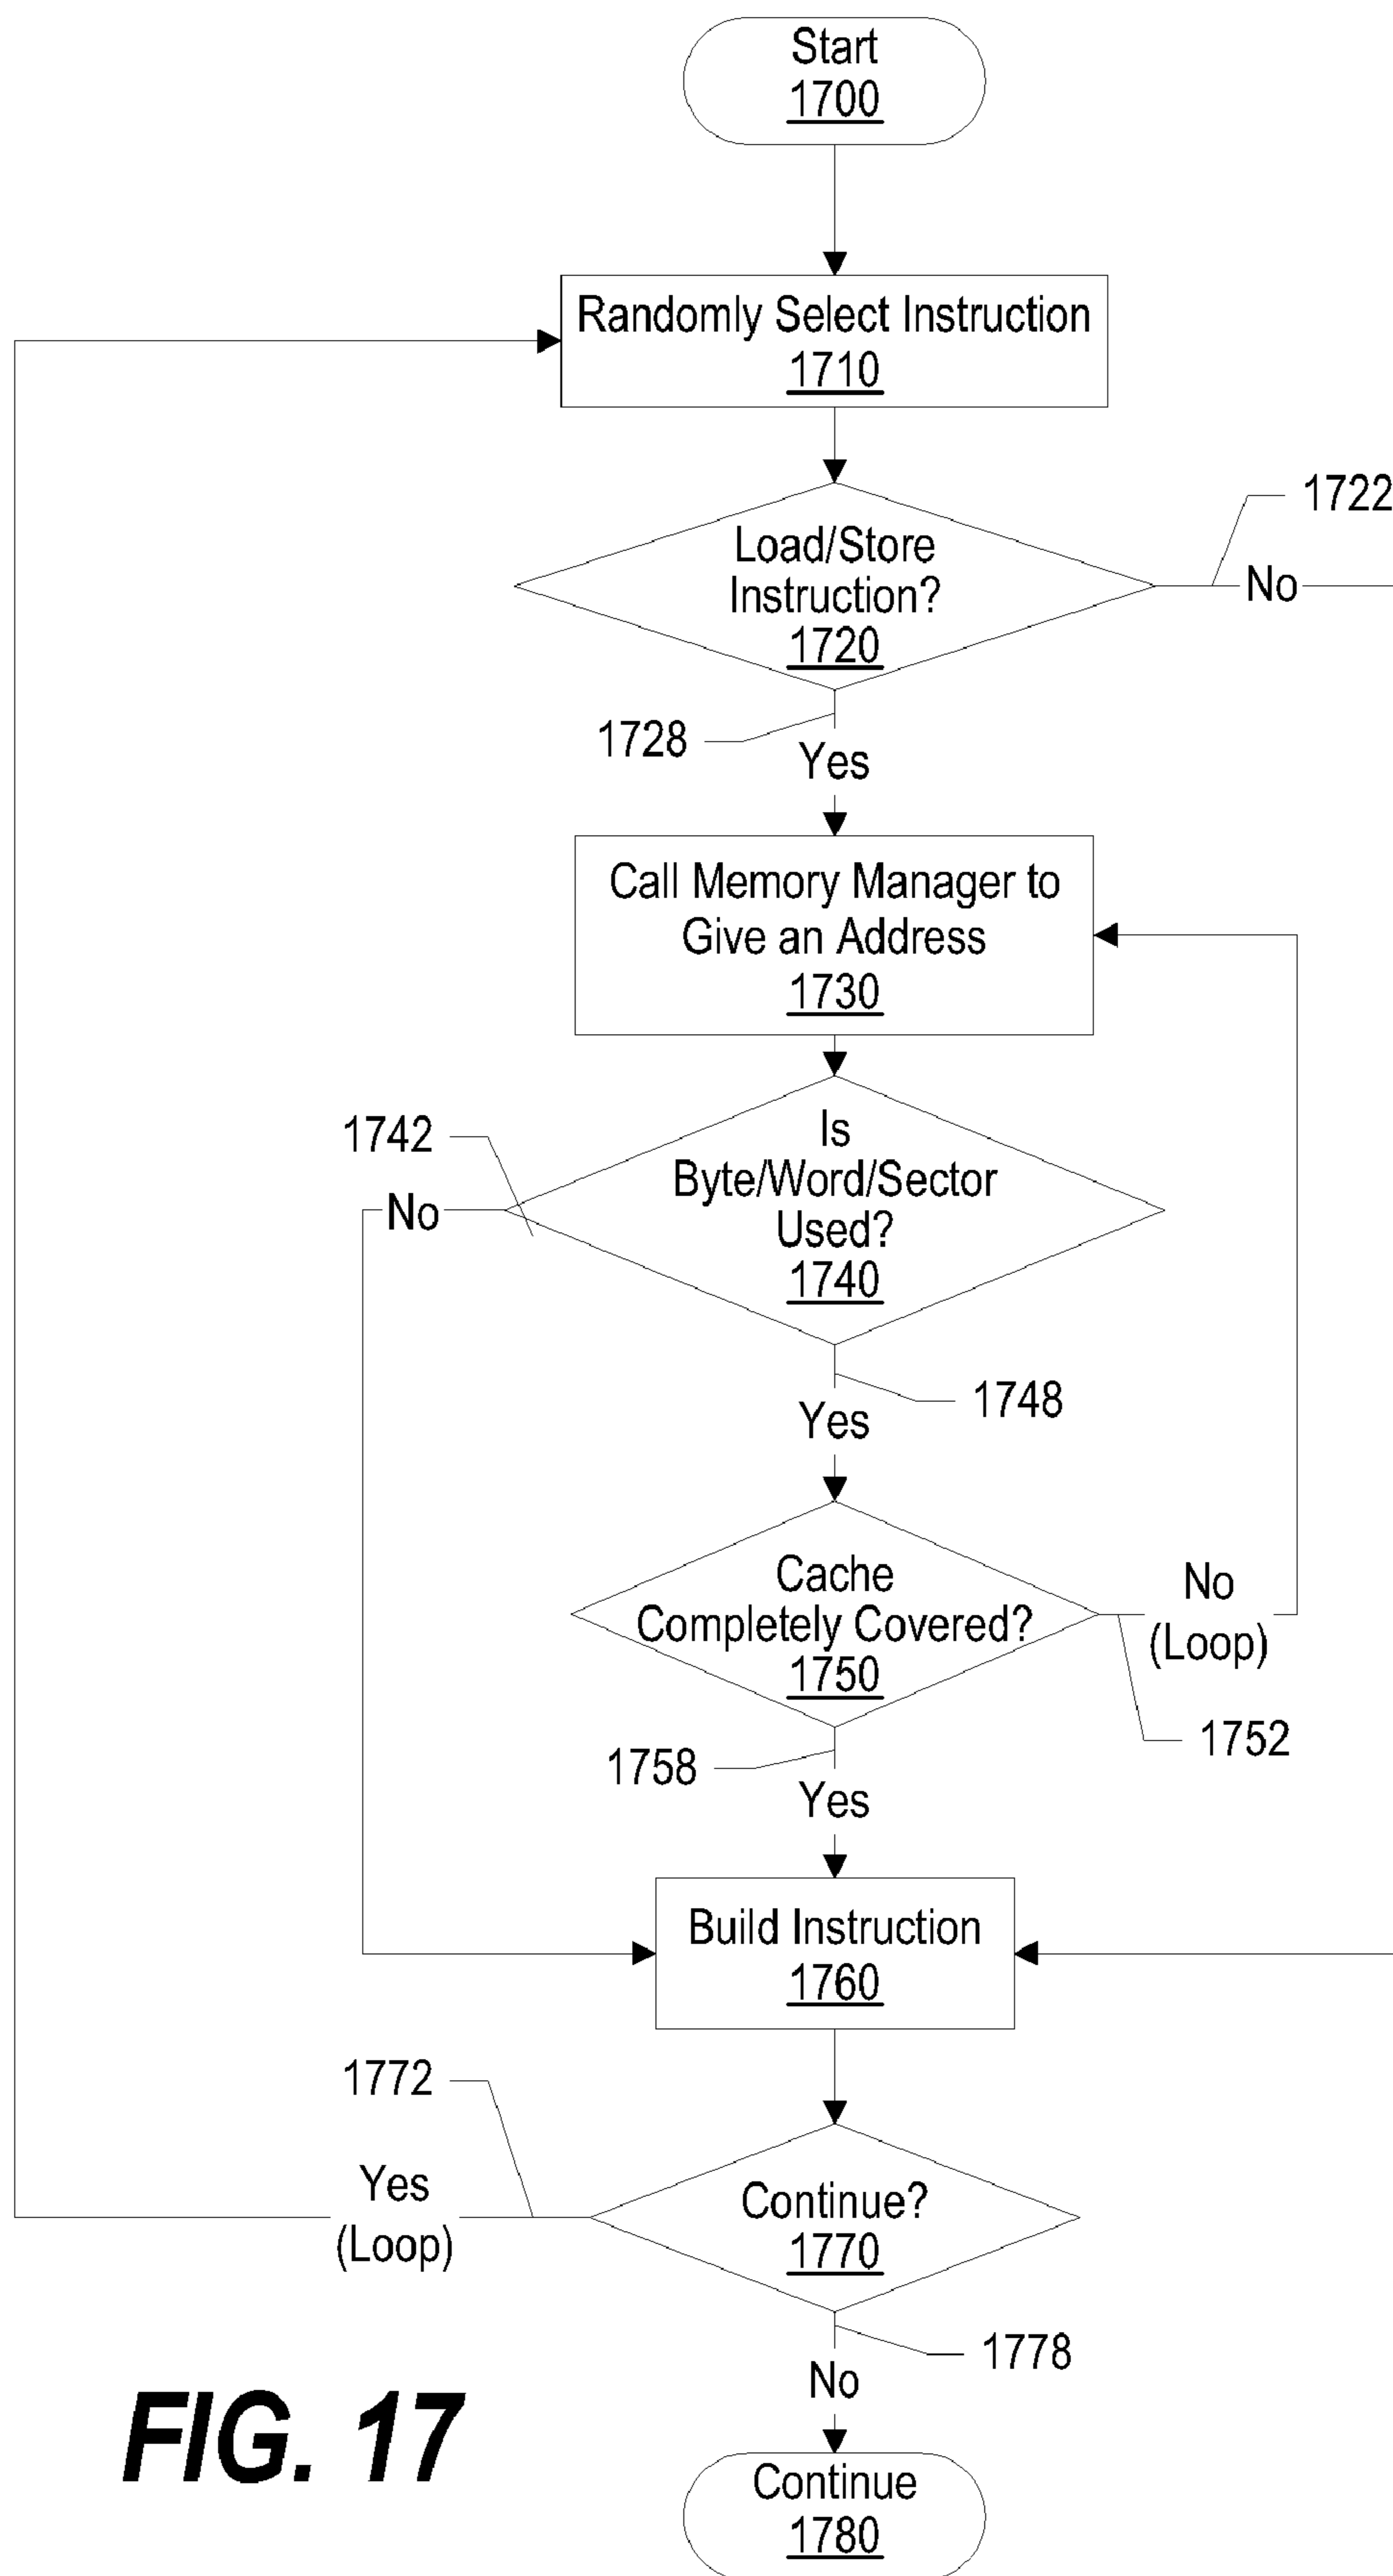 Start
1700
Randomly Select Instruction
1710
1722
Load/Store
Instruction?
1720
No
1728
Yes
Call Memory Manager to
Give an Address
1730
1742
Is
Byte/Word/Sector
Used?
1740
No
1748
Yes
Cache
Completely Covered?
1750
No
(Loop)
1752
1758
Yes
Build Instruction
1760
1772
Yes
(Loop)
Continue?
1770
1778
No
Continue
1780
FIG. 17